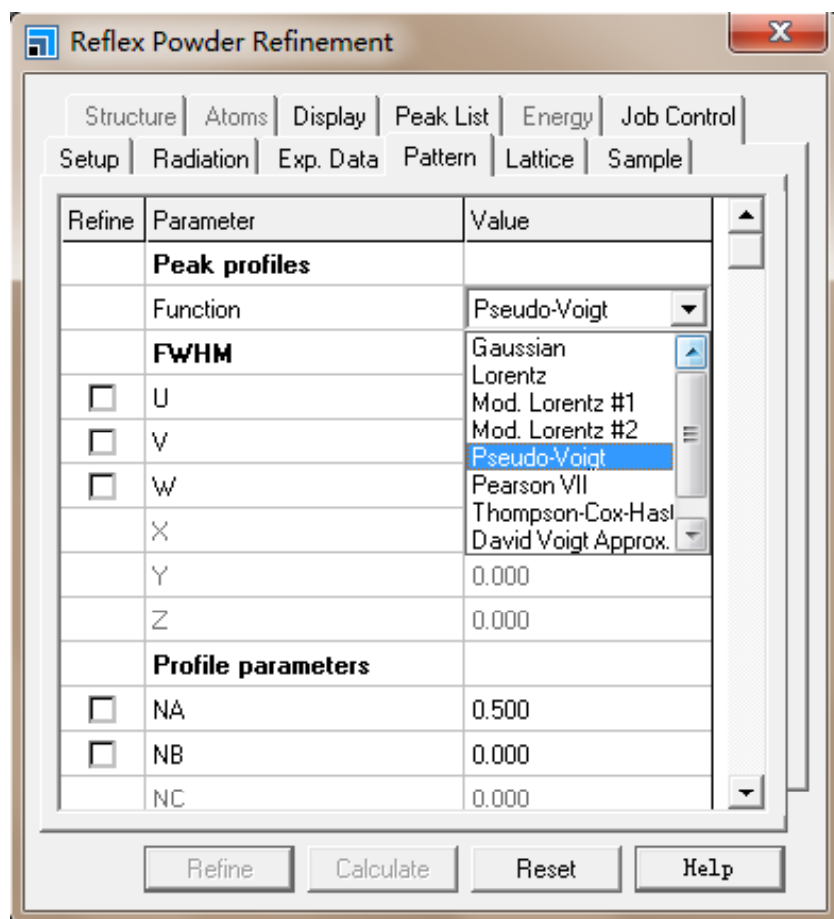 Reflex Powder Refinement
Structure Atoms Display Peak List Energy Job Control
Setup Radiation Exp. Data Pattern Lattice Sample
Refine Parameter Value
Peak profiles
Function Pseudo-Voigt
FWHM
Gaussian
Lorentz
U
Mod. Lorentz #1
Mod. Lorentz #2
V
Pseudo-Voigt
W
Pearson VII
Thompson-Cox-Hast
X
David Voigt Approx.
Y 0.000
Z 0.000
Profile parameters
NA 0.500
NB 0.000
NC 0.000
Refine Calculate Reset Help